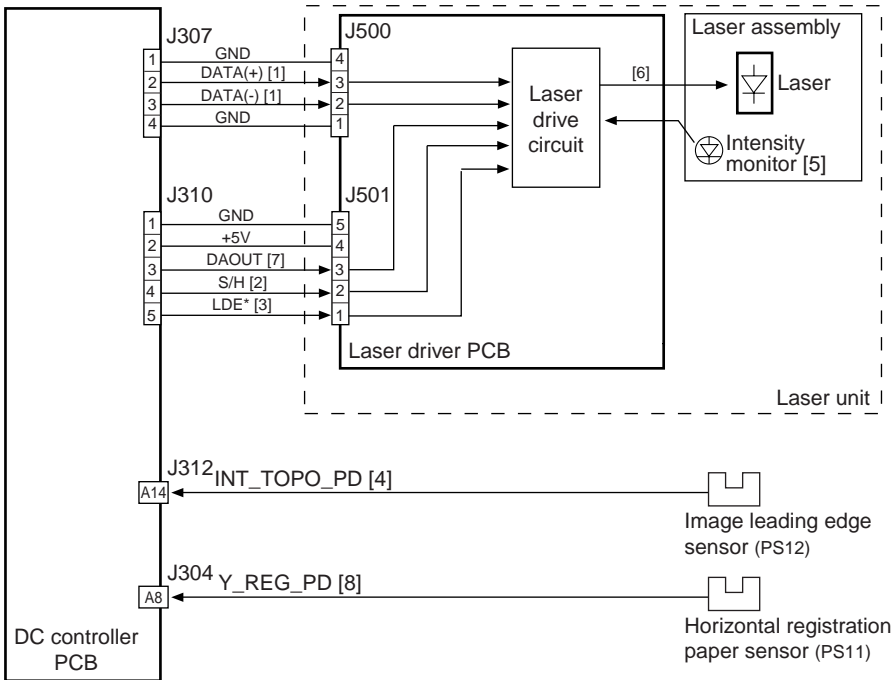 J307
J500
Laser assembly
1 GND 4
2 DATA(+) [1] 3
3 DATA(-) [1] 2
4 GND 1
Laser
drive
circuit
[6]
Laser
Intensity
monitor [5]
J310
J501
1 GND 5
2 +5V 4
3 DAOUT [7] 3
4 S/H [2] 2
5 LDE* [3] 1
Laser driver PCB
Laser unit
J312
A14
INT_TOPO_PD [4]
Image leading edge
sensor (PS12)
J304
A8
Y_REG_PD [8]
Horizontal registration
paper sensor (PS11)
DC controller
PCB